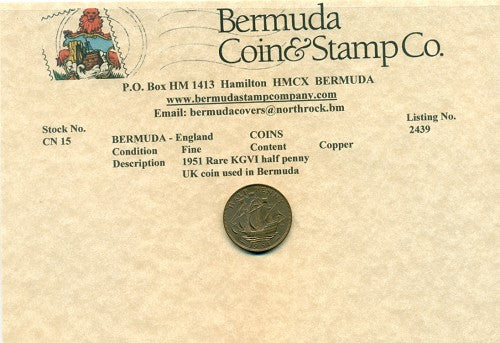 Bermuda
Coin&Stamp Co.
P.O. Box HM 1413 Hamilton HMCX BERMUDA
www.bermudastampcompany.com
Email: bermudacovers@northrock.bm
Stock No. Listing No.
CN 15 BERMUDA - England COINS 2439
Condition Fine Content Copper
Description 1951 Rare KGVI half penny
UK coin used in Bermuda